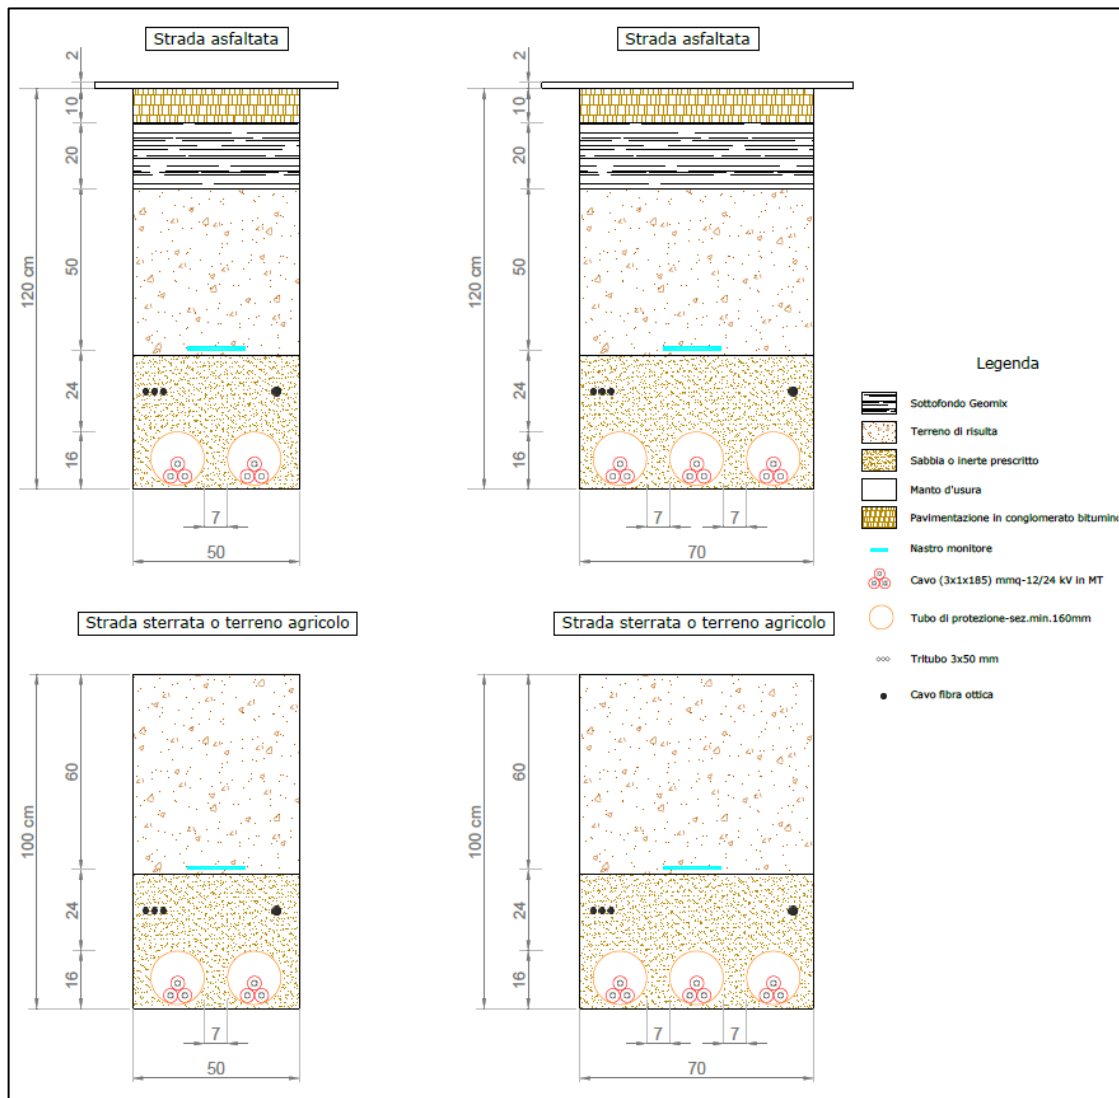 Strada asfaltata
2
10
20
50
24
16
120 cm
7
50
Strada asfaltata
2
10
20
50
24
16
120 cm
7
7
70
Legenda
Sottofondo Geomix
Terreno di risulta
Sabbia o inerte prescritto
Manto d'usura
Pavimentazione in conglomerato bitumino
Nastro monitore
Cavo (3x1x185) mmq-12/24 kV in MT
Tubo di protezione-sez.min.160mm
Tritubo 3x50 mm
Cavo fibra ottica
Strada sterrata o terreno agricolo
60
24
16
100 cm
7
50
Strada sterrata o terreno agricolo
60
24
16
100 cm
7
7
70